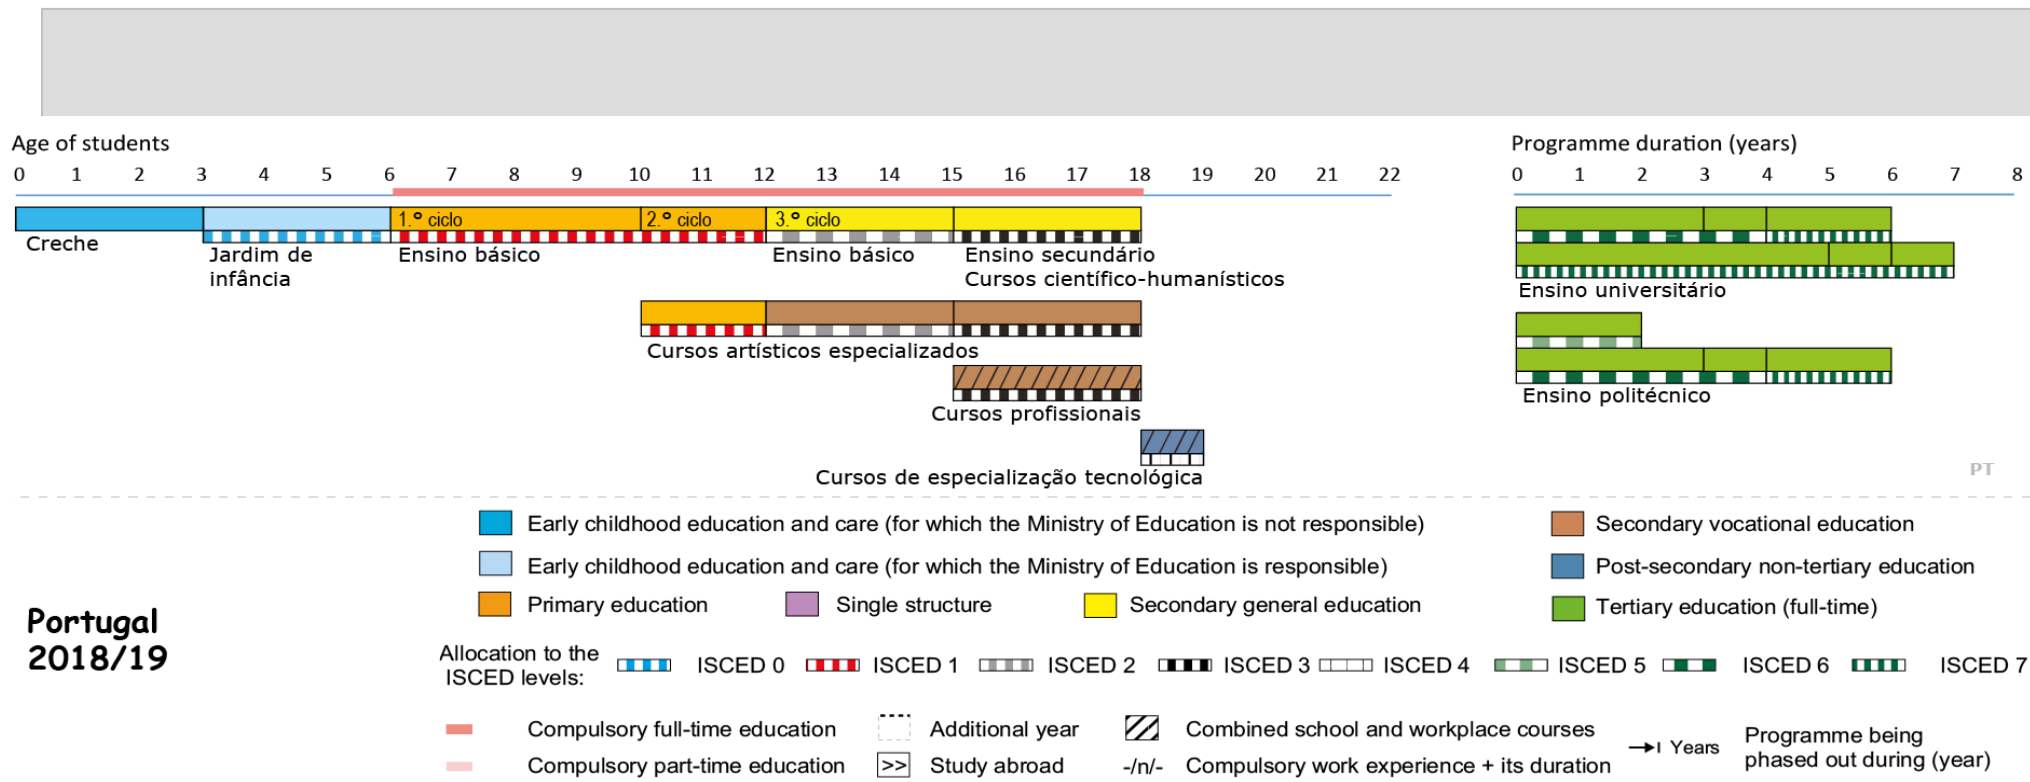 Age of students
Programme duration (years)
0 1 2 3 4 5 6 7 8 9 10 11 12 13 14 15 16 17 18 19 20 21 22
0 1 2 3 4 5 6 7 8
1.º ciclo 2.º ciclo 3.º ciclo
Creche
Jardim de
infância
Ensino básico
Ensino básico
Ensino secundário
Cursos científico-humanísticos
Ensino universitário
Cursos artísticos especializados
Cursos profissionais
Ensino politécnico
Cursos de especialização tecnológica
PT
Early childhood education and care (for which the Ministry of Education is not responsible)
Secondary vocational education
Early childhood education and care (for which the Ministry of Education is responsible)
Post-secondary non-tertiary education
Primary education
Single structure
Secondary general education
Tertiary education (full-time)
Portugal
2018/19
Allocation to the
ISCED levels:
ISCED 0 ISCED 1 ISCED 2 ISCED 3 ISCED 4 ISCED 5 ISCED 6 ISCED 7
Compulsory full-time education
Additional year
Combined school and workplace courses
Years
Programme being
phased out during (year)
Compulsory part-time education
>> Study abroad
-/n/- Compulsory work experience + its duration